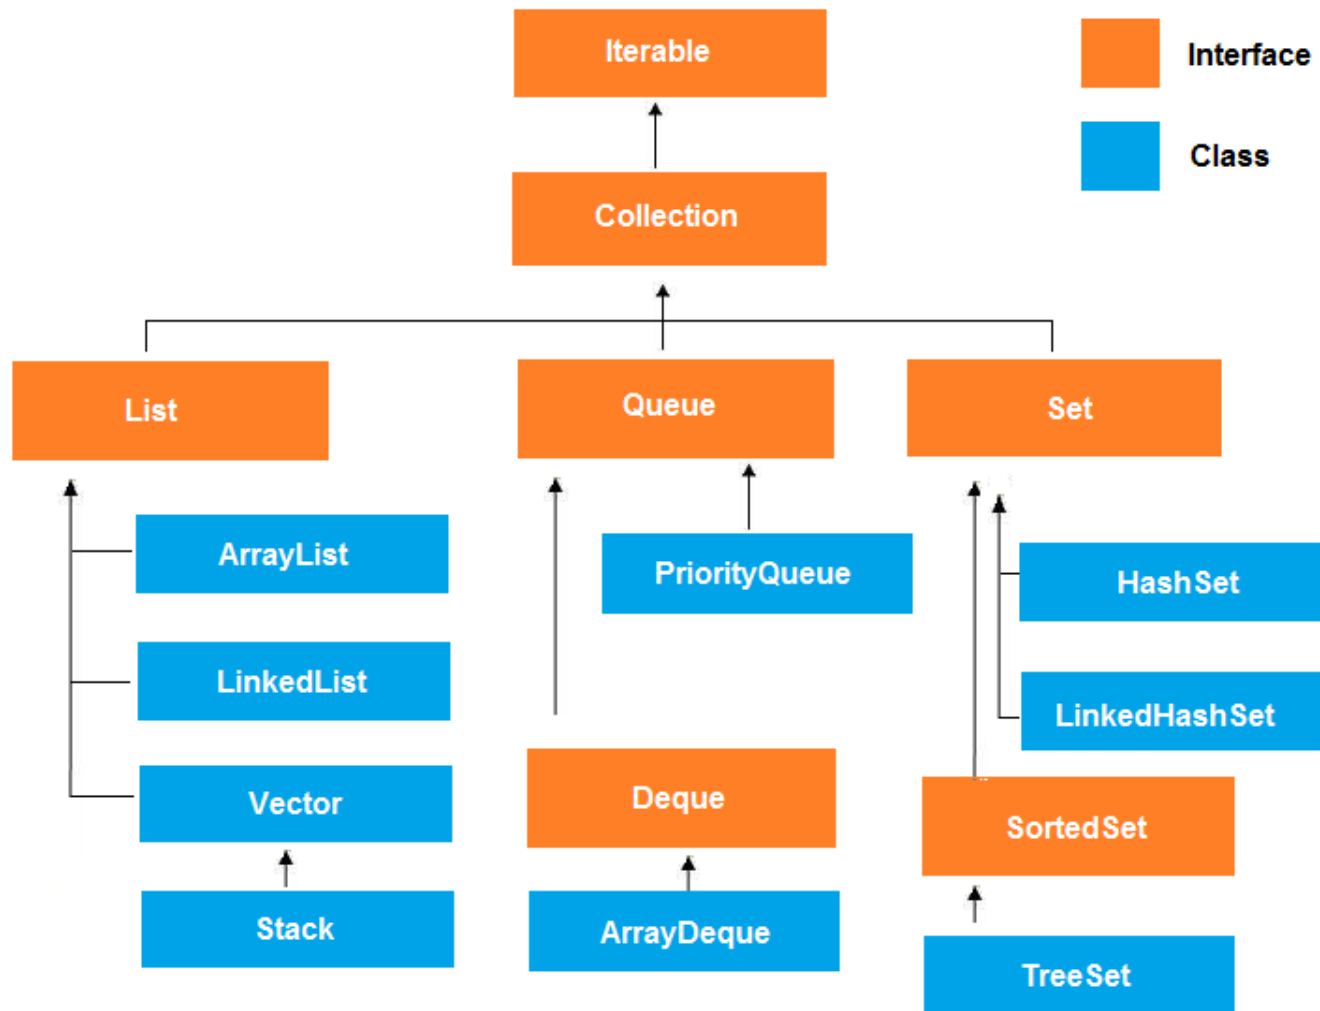 Iterable
Interface
Class
Collection
List
Queue
Set
ArrayList
PriorityQueue
HashSet
LinkedList
LinkedHashSet
Vector
Deque
SortedSet
Stack
ArrayDeque
TreeSet